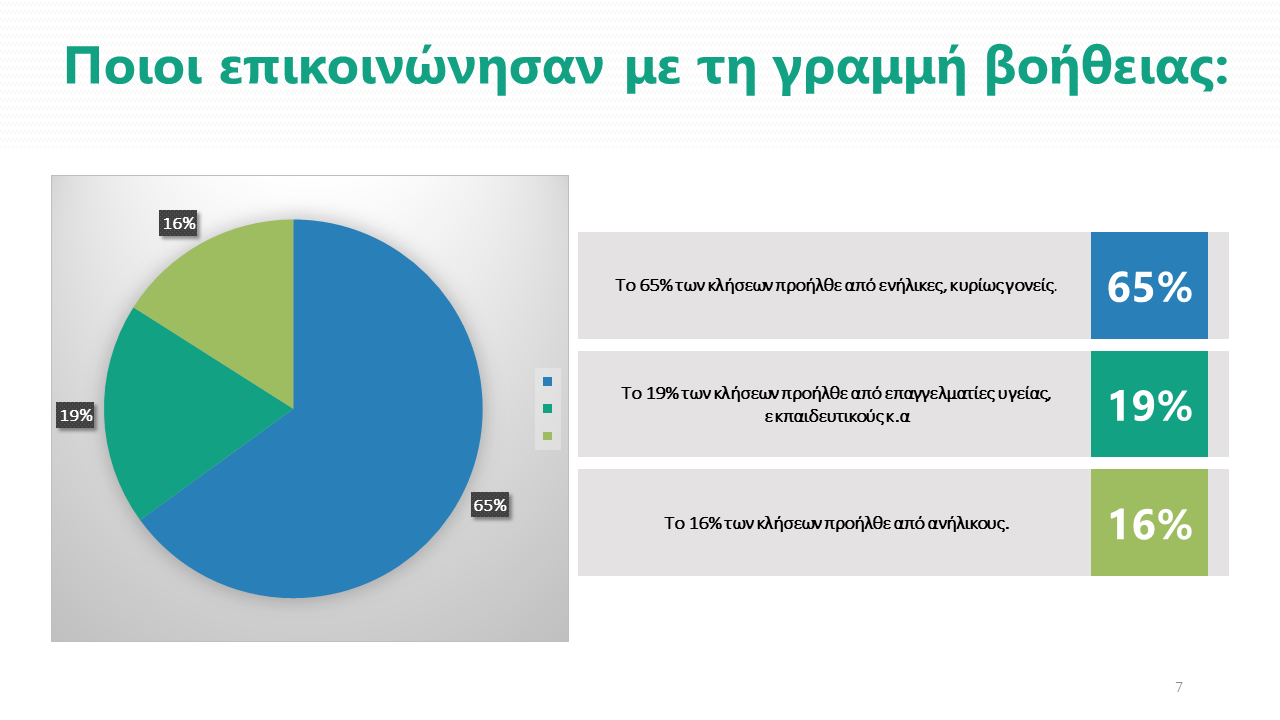 Ποιοι επικοινώνησαν με τη γραμμή βοήθειας:
16%
19%
65%
Το 65% των κλήσεων προήλθε από ενήλικες, κυρίως γονείς.
65%
Το 19% των κλήσεων προήλθε από επαγγελματίες υγείας,
εκπαιδευτικούς κ.α
19%
Το 16% των κλήσεων προήλθε από ανήλικους.
16%
7